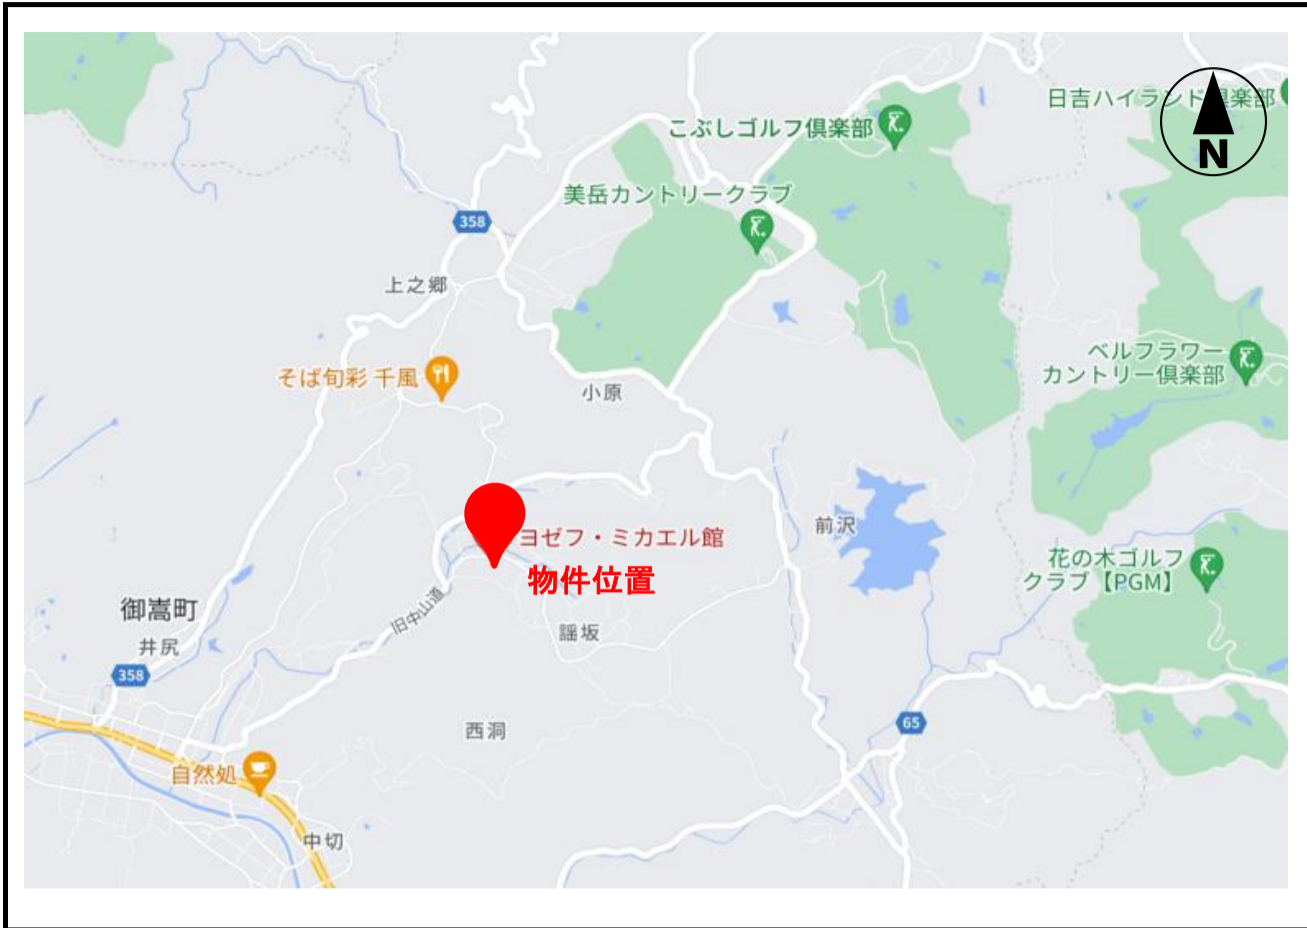 日吉ハイランド倶楽部
こぶしゴルフ倶楽部
N
美岳カントリークラブ
358
上之郷
ベルフラワー
カントリー倶楽部
そば旬彩 千風
小原
前沢
ヨゼフ・ミカエル館
物件位置
花の木ゴルフ
クラブ【PGM】
旧中山道
御嵩町
謡坂
井尻
358
65
西洞
自然処
中切